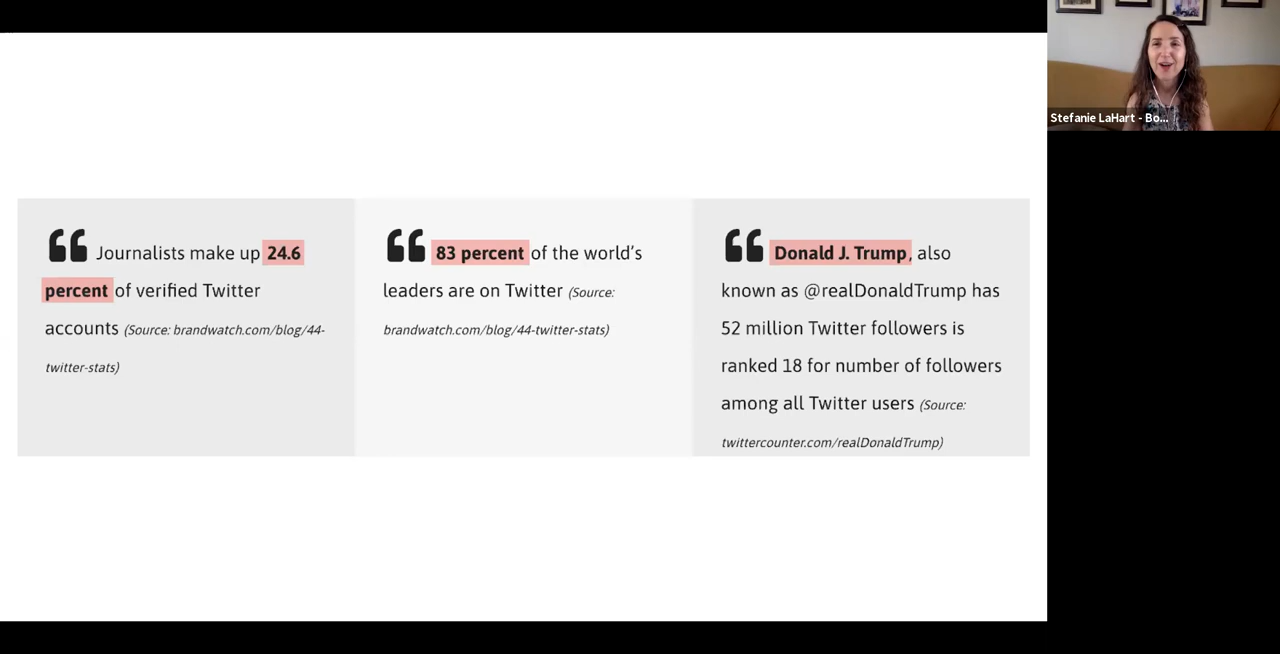 Journalists make up 24.6
percent of verified Twitter
accounts (Source: brandwatch.com/blog/44-
twitter-stats)
83 percent of the world's
leaders are on Twitter (Source:
brandwatch.com/blog/44-twitter-stats)
Donald J. Trump, also
known as @realDonaldTrump has
52 million Twitter followers is
ranked 18 for number of followers
among all Twitter users (Source:
twittercounter.com/realDonaldTrump)
Stefanie LaHart - Bo...